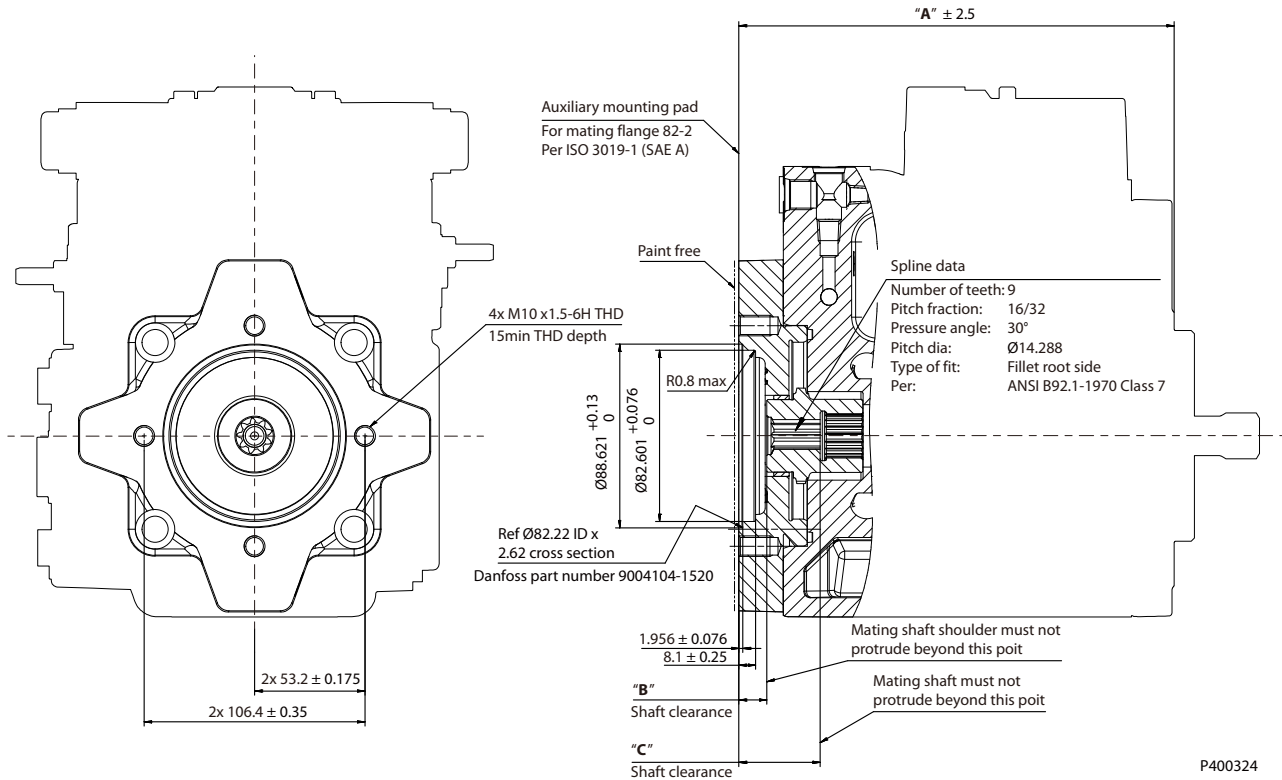 "A" ± 2.5
Auxiliary mounting pad
For mating flange 82-2
Per ISO 3019-1 (SAE A)
Paint free
Spline data
Number of teeth: 9
Pitch fraction: 16/32
Pressure angle: 30°
Pitch dia: Ø14.288
Type of fit: Fillet root side
Per: ANSI B92.1-1970 Class 7
4x M10 x1.5-6H THD
15min THD depth
R0.8 max
Ø88.621 +0.13 0
Ø82.601 +0.076 0
Ref Ø82.22 ID x
2.62 cross section
Danfoss part number 9004104-1520
1.956 ± 0.076
8.1 ± 0.25
Mating shaft shoulder must not
protrude beyond this poit
Mating shaft must not
protrude beyond this poit
2x 53.2 ± 0.175
2x 106.4 ± 0.35
"B"
Shaft clearance
"C"
Shaft clearance
P400324